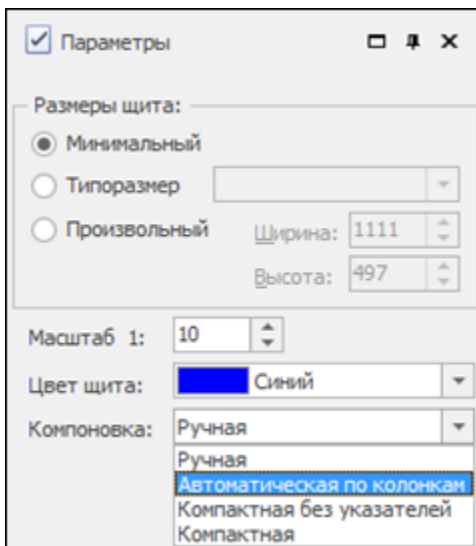 Параметры
Размеры щита:
Минимальный
Типоразмер
Произвольный
Ширина: 1111
Высота: 497
Масштаб 1: 10
Цвет щита: Синий
Компоновка: Ручная
Ручная
Автоматическая по колонкам
Компактная без указателей
Компактная